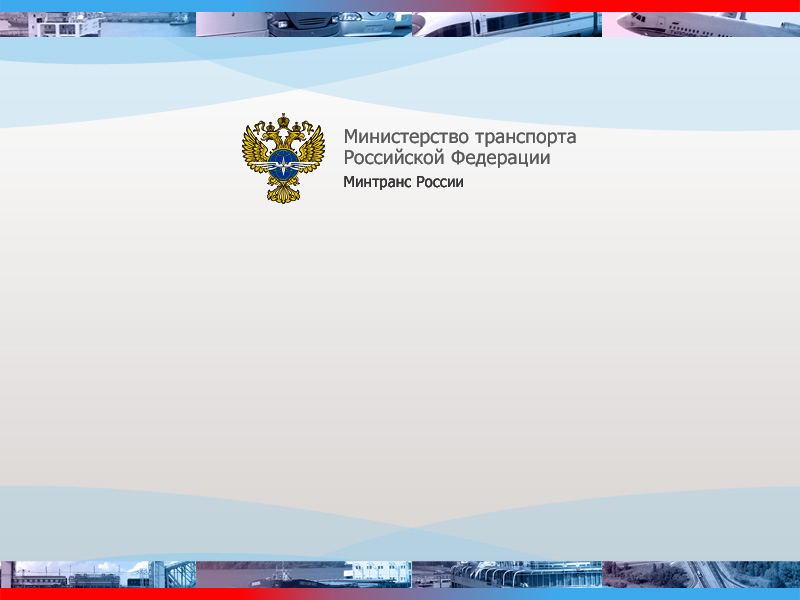 Министерство транспорта
Российской Федерации
Минтранс России